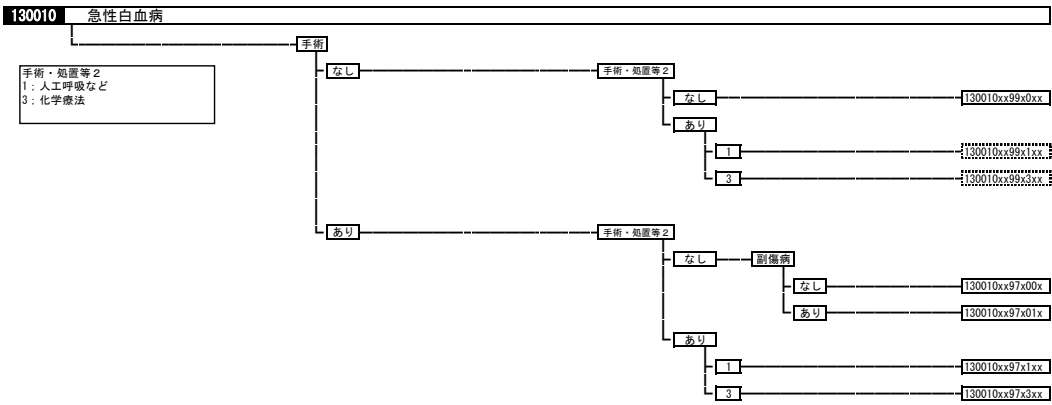 130010 急性白血病
手術
手術・処置等2
1:人工呼吸など
3:化学療法
なし 手術・処置等2
なし 130010xx99x0xx
あり
1 130010xx99x1xx
3 130010xx99x3xx
あり 手術・処置等2
なし 副傷病
なし 130010xx97x00x
あり 130010xx97x01x
あり
1 130010xx97x1xx
3 130010xx97x3xx